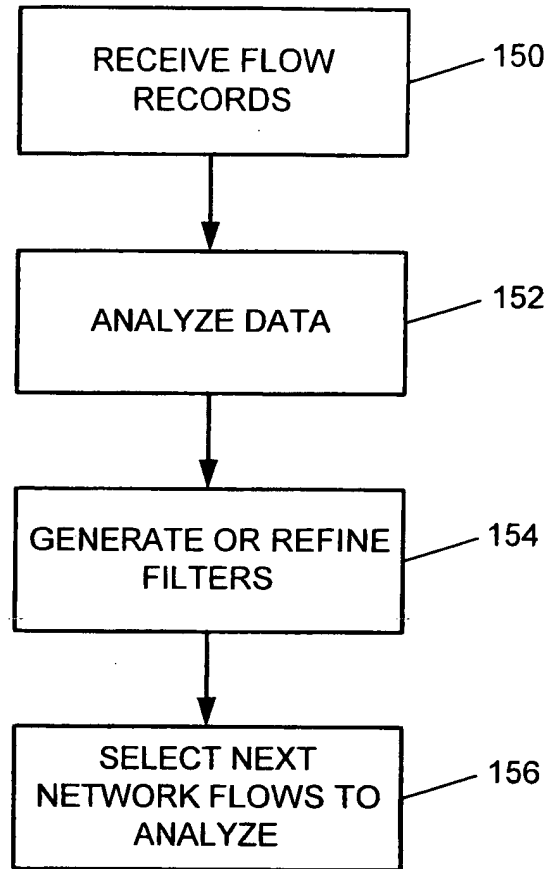 RECEIVE FLOW
RECORDS
150
ANALYZE DATA
152
GENERATE OR REFINE
FILTERS
154
SELECT NEXT
NETWORK FLOWS TO
ANALYZE
156